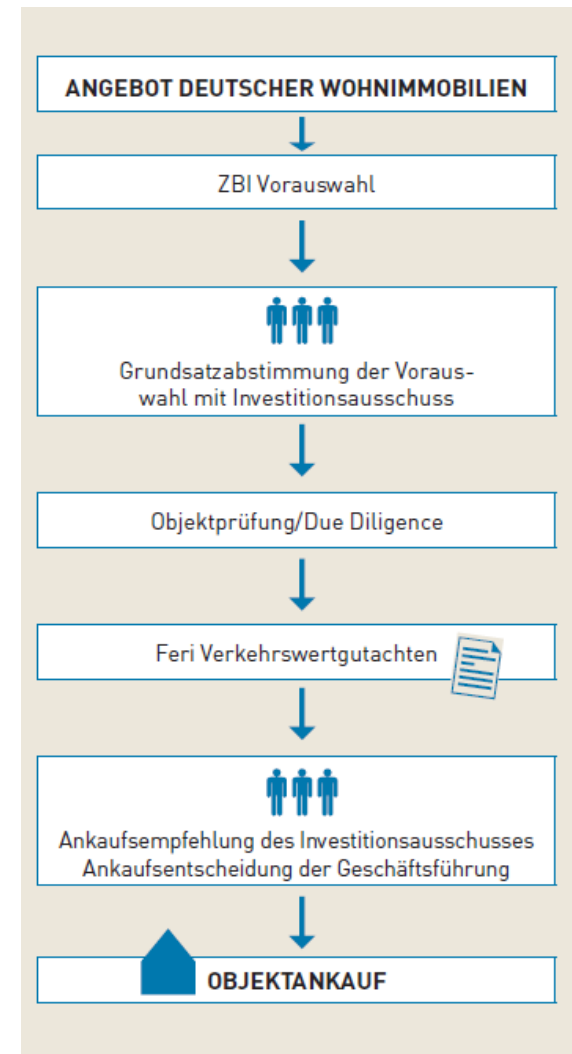 ANGEBOT DEUTSCHER WOHNIMMOBILIEN
ZBI Vorauswahl
Grundsatzabstimmung der Voraus-
wahl mit Investitionsausschuss
Objektprüfung/Due Diligence
Feri Verkehrswertgutachten
Ankaufsempfehlung des Investitionsausschusses
Ankaufsentscheidung der Geschäftsführung
OBJEKTANKAUF